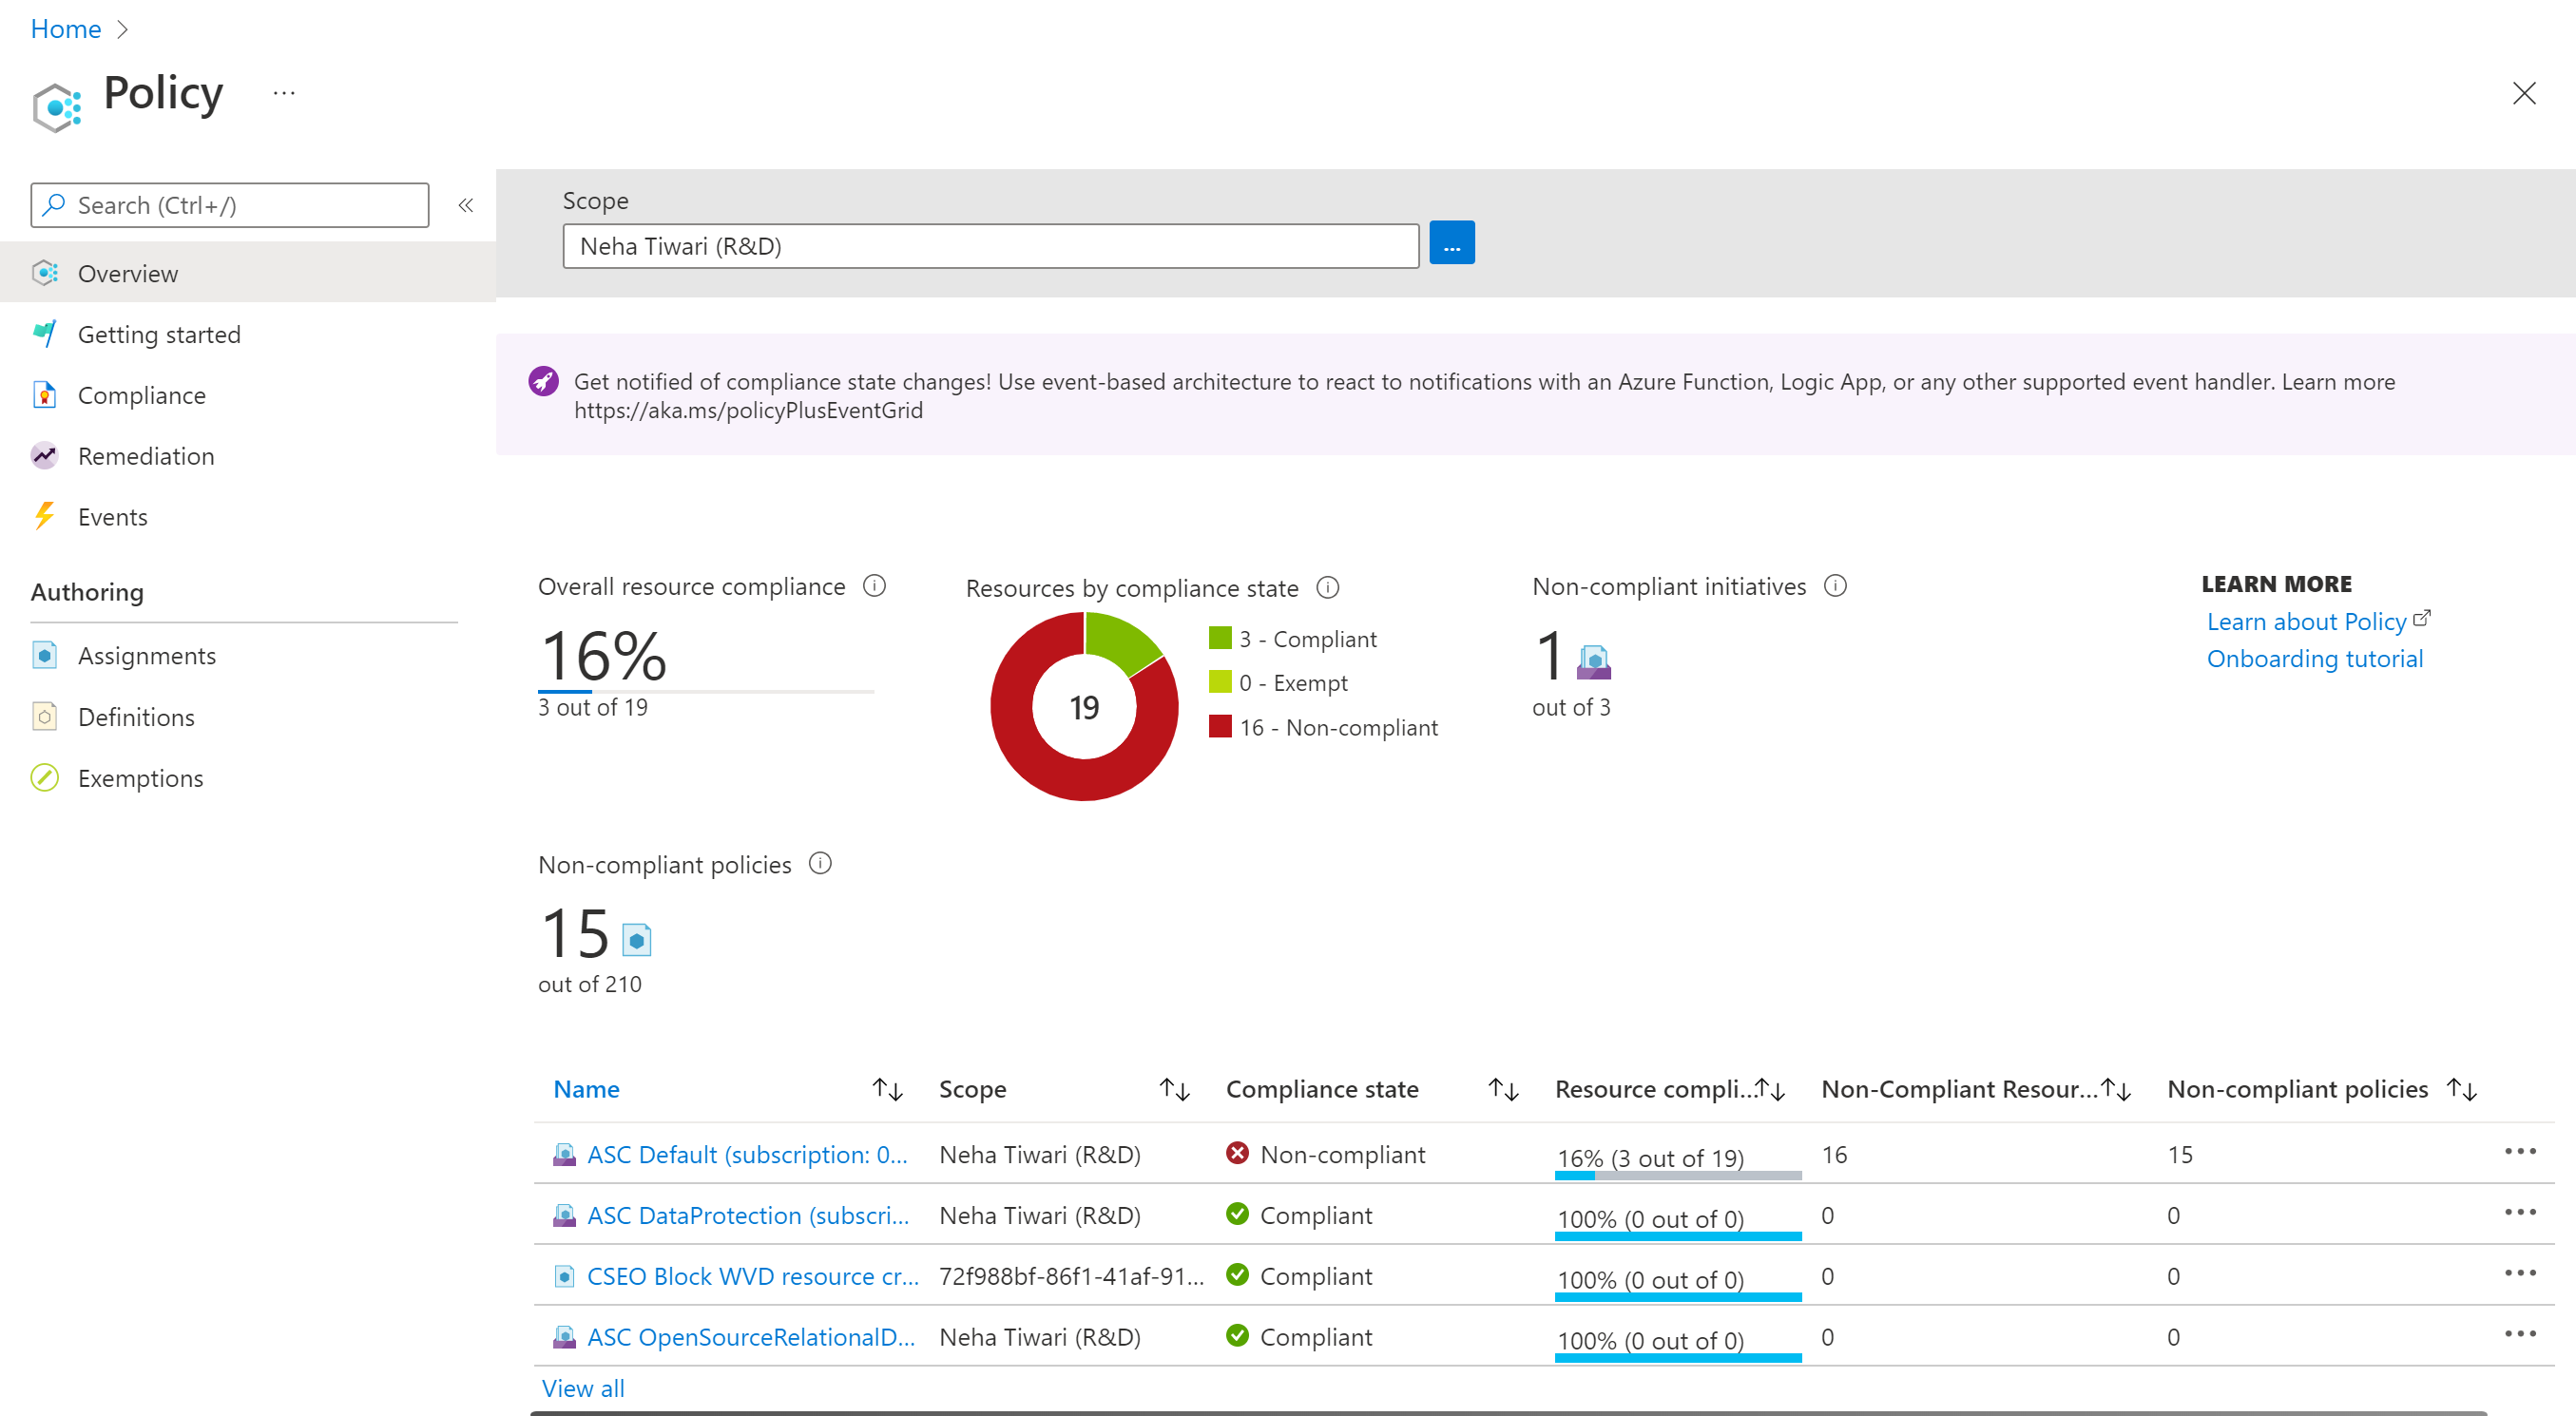 Home
Policy ...
Search (Ctrl+/)
Overview
Getting started
Compliance
Remediation
Events
Authoring
Assignments
Definitions
Exemptions
Scope
Neha Tiwari (R&D) ...
Get notified of compliance state changes! Use event-based architecture to react to notifications with an Azure Function, Logic App, or any other supported event handler. Learn more
https://aka.ms/policyPlusEventGrid
Overall resource compliance
16%
3 out of 19
Resources by compliance state
19
3 - Compliant
0 - Exempt
16 - Non-compliant
Non-compliant initiatives
1
out of 3
LEARN MORE
Learn about Policy
Onboarding tutorial
Non-compliant policies
15
out of 210
Name Scope Compliance state Resource compli... Non-Compliant Resour... Non-compliant policies
ASC Default (subscription: 0... Neha Tiwari (R&D) Non-compliant 16% (3 out of 19) 16 15
ASC DataProtection (subscri... Neha Tiwari (R&D) Compliant 100% (0 out of 0) 0 0
CSEO Block WVD resource cr... 72f988bf-86f1-41af-91... Compliant 100% (0 out of 0) 0 0
ASC OpenSourceRelationalD... Neha Tiwari (R&D) Compliant 100% (0 out of 0) 0 0
View all